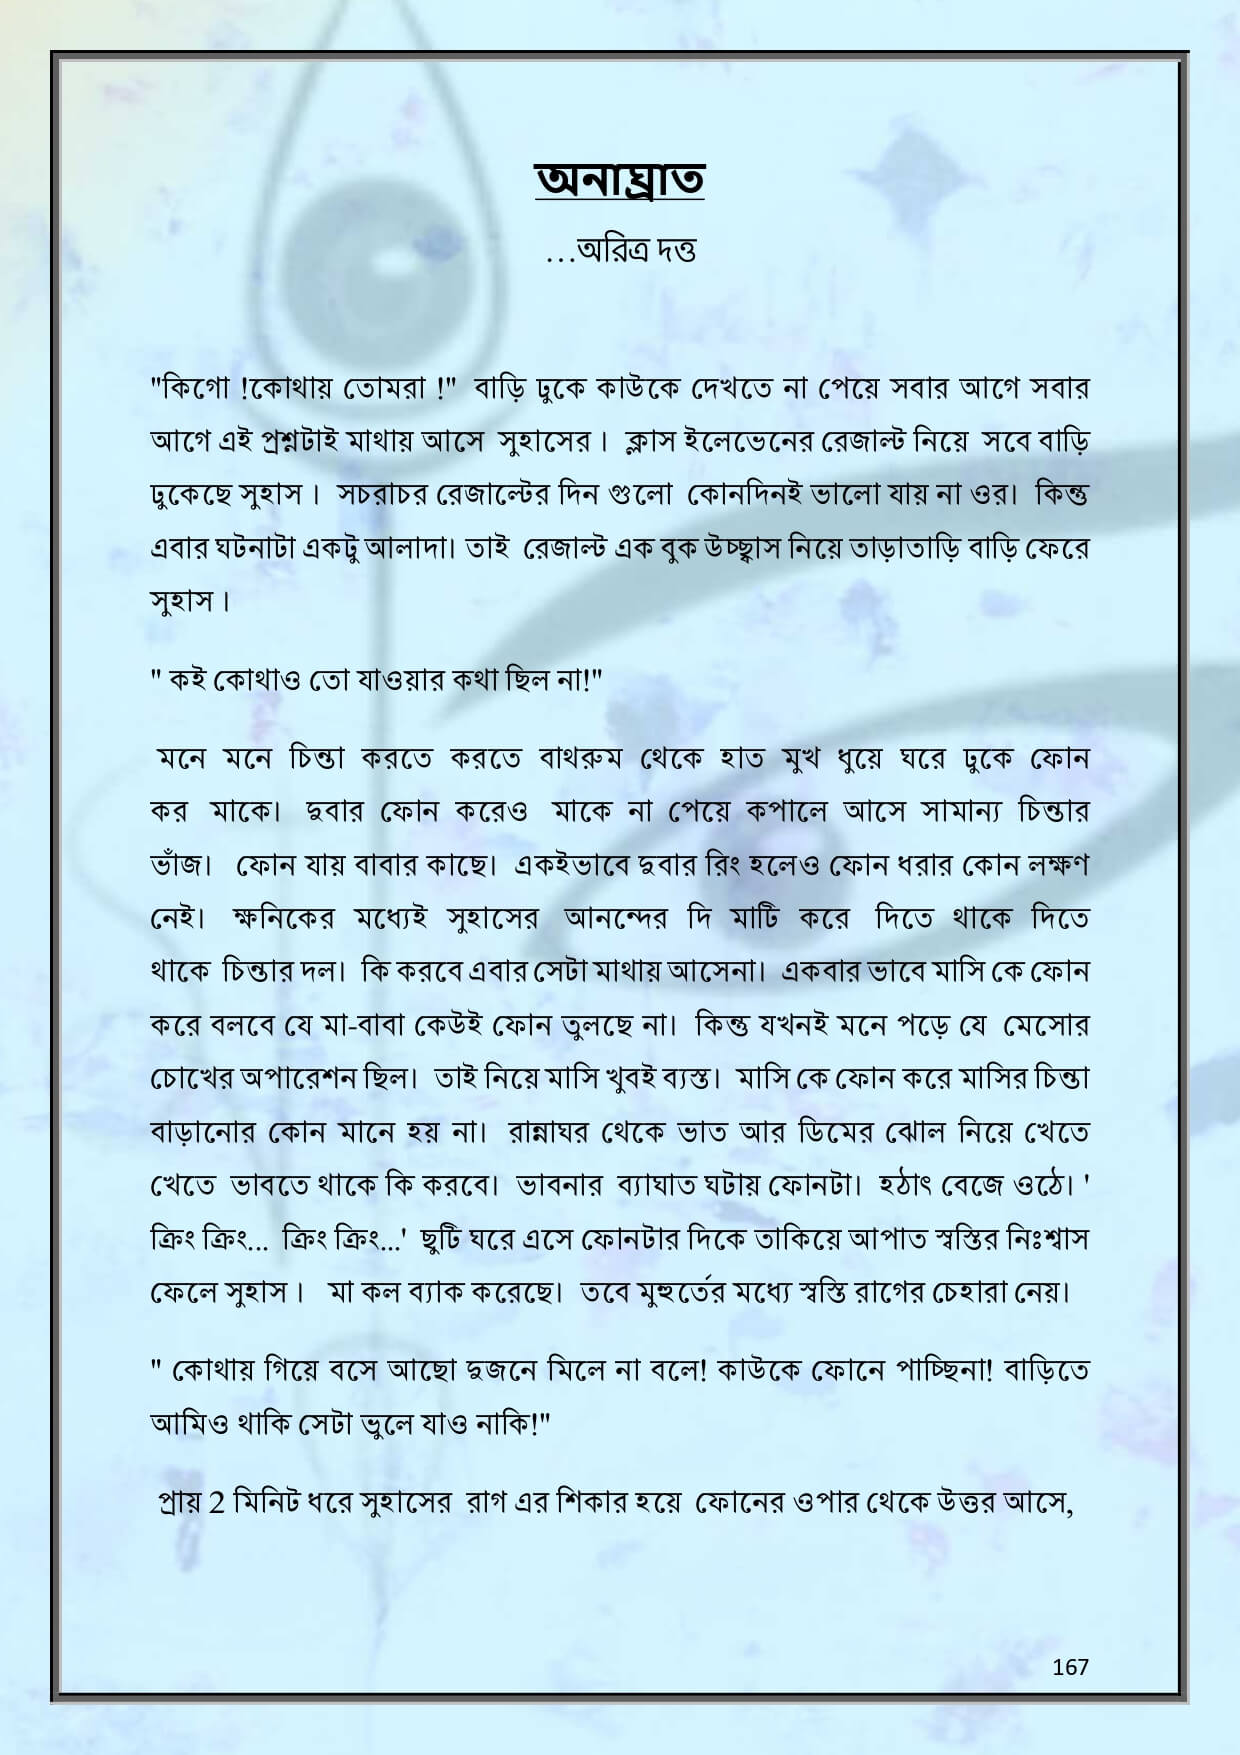 অনাঘ্রাত
...অরিত্র দত্ত
"কিগো !কোথায় তোমরা !" বাড়ি ঢুকে কাউকে দেখতে না পেয়ে সবার আগে সবার
আগে এই প্রশ্নটাই মাথায় আসে সুহাসের । ক্লাস ইলেভেনের রেজাল্ট নিয়ে সবে বাড়ি
ঢুকেছে সুহাস । সচরাচর রেজাল্টের দিন গুলো কোনদিনই ভালো যায় না ওর। কিন্তু
এবার ঘটনাটা একটু আলাদা। তাই রেজাল্ট এক বুক উচ্ছ্বাস নিয়ে তাড়াতাড়ি বাড়ি ফেরে
সুহাস ।
" কই কোথাও তো যাওয়ার কথা ছিল না!"
মনে মনে চিন্তা করতে করতে বাথরুম থেকে হাত মুখ ধুয়ে ঘরে ঢুকে ফোন
কর মাকে। দুবার ফোন করেও মাকে না পেয়ে কপালে আসে সামান্য চিন্তার
ভাঁজ। ফোন যায় বাবার কাছে। একইভাবে দুবার রিং হলেও ফোন ধরার কোন লক্ষণ
নেই। ক্ষনিকের মধ্যেই সুহাসের আনন্দের দি মাটি করে দিতে থাকে দিতে
থাকে চিন্তার দল। কি করবে এবার সেটা মাথায় আসেনা। একবার ভাবে মাসি কে ফোন
করে বলবে যে মা-বাবা কেউই ফোন তুলছে না। কিন্তু যখনই মনে পড়ে যে মেসোর
চোখের অপারেশন ছিল। তাই নিয়ে মাসি খুবই ব্যস্ত। মাসি কে ফোন করে মাসির চিন্তা
বাড়ানোর কোন মানে হয় না। রান্নাঘর থেকে ভাত আর ডিমের ঝোল নিয়ে খেতে
খেতে ভাবতে থাকে কি করবে। ভাবনার ব্যাঘাত ঘটায় ফোনটা। হঠাৎ বেজে ওঠে। '
ক্রিং ক্রিং... ক্রিং ক্রিং...' ছুটি ঘরে এসে ফোনটার দিকে তাকিয়ে আপাত স্বস্তির নিঃশ্বাস
ফেলে সুহাস । মা কল ব্যাক করেছে। তবে মুহুর্তের মধ্যে স্বস্তি রাগের চেহারা নেয়।
" কোথায় গিয়ে বসে আছো দুজনে মিলে না বলে! কাউকে ফোনে পাচ্ছিনা! বাড়িতে
আমিও থাকি সেটা ভুলে যাও নাকি!"
প্রায় 2 মিনিট ধরে সুহাসের রাগ এর শিকার হয়ে ফোনের ওপার থেকে উত্তর আসে,
167